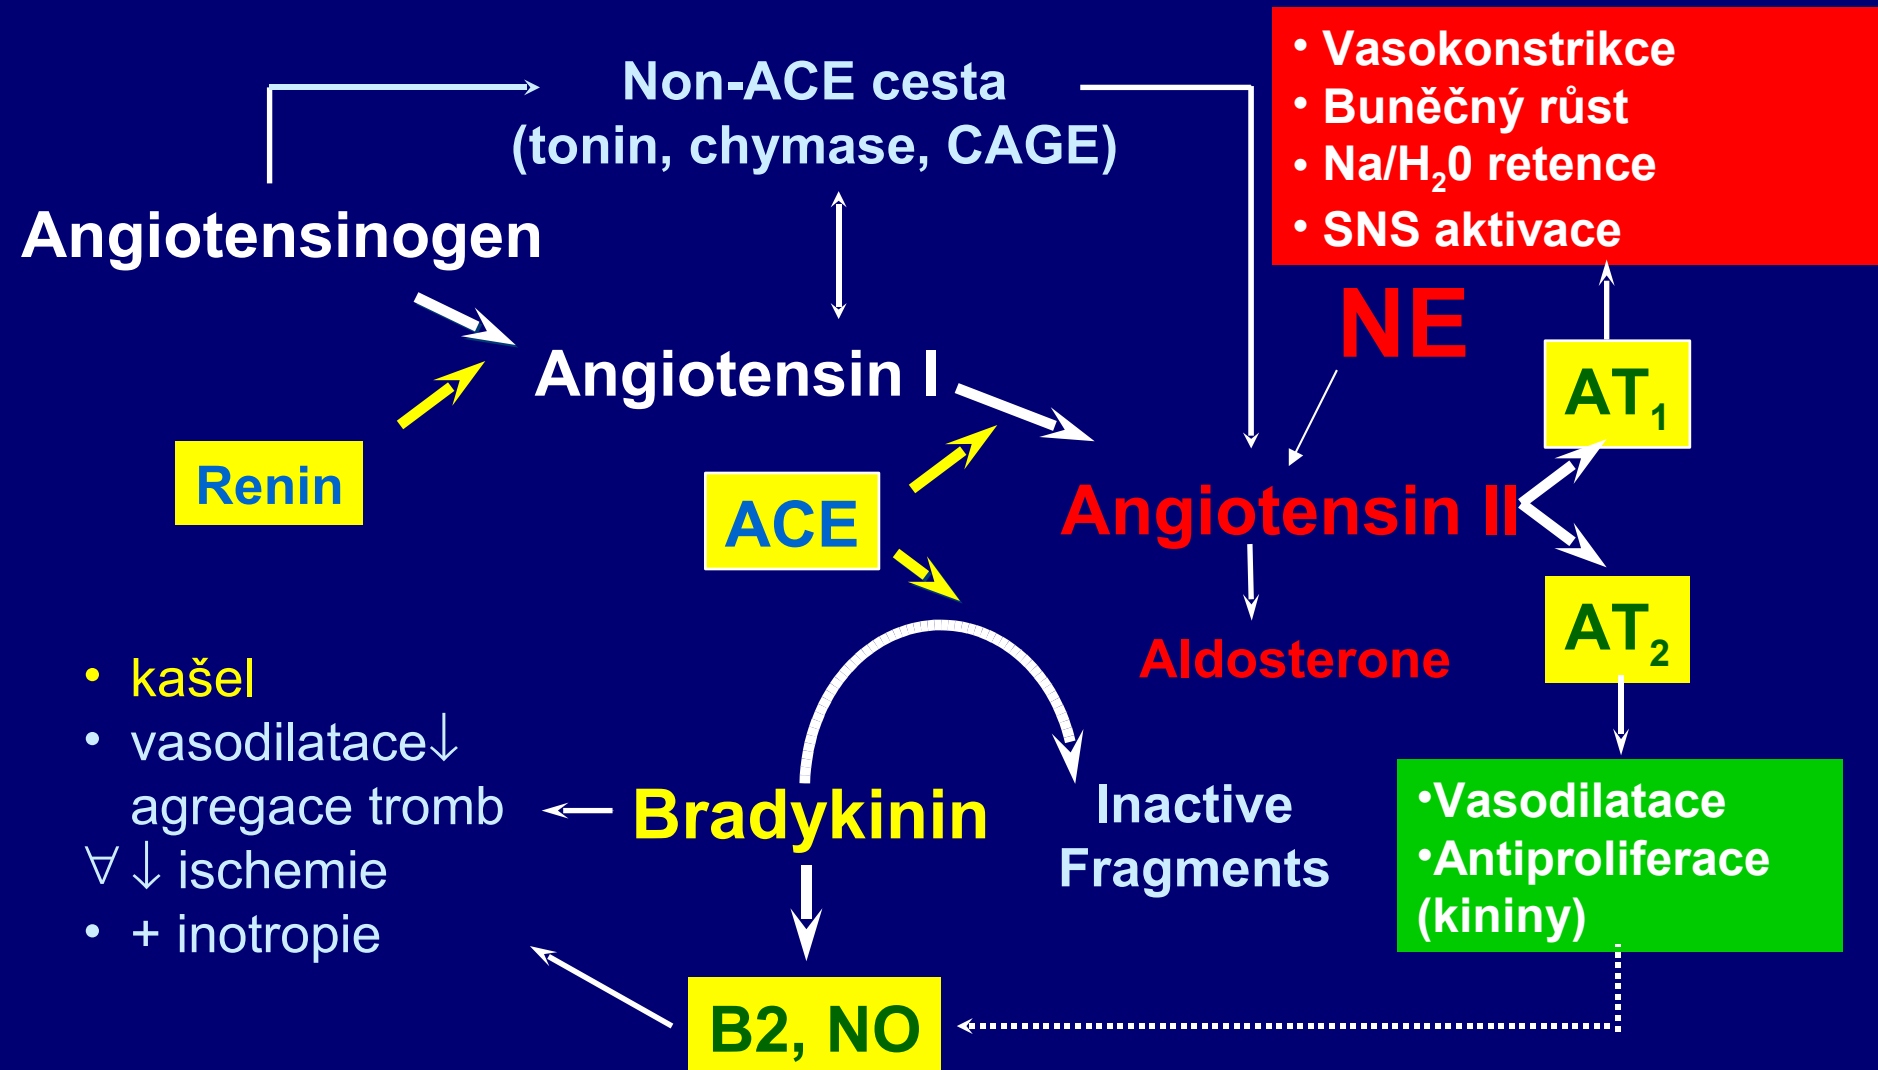 Non-ACE cesta
(tonin, chymase, CAGE)
• Vasokonstrikce
• Buněčný růst
• Na/H₂0 retence
• SNS aktivace
Angiotensinogen
NE
Angiotensin I
AT₁
Renin
ACE
Angiotensin II
AT₂
Aldosterone
• kašel
• vasodilatace↓
agregace tromb
∀ ↓ ischemie
• + inotropie
Bradykinin
Inactive
Fragments
•Vasodilatace
•Antiproliferace
(kininy)
B2, NO